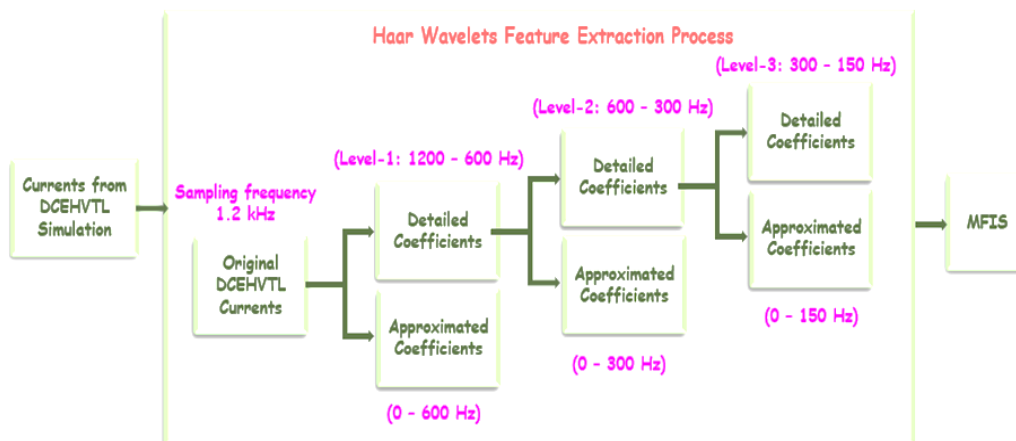 Haar Wavelets Feature Extraction Process
Currents from
DCEHVTL
Simulation
Sampling frequency
1.2 kHz
Original
DCEHVTL
Currents
(Level-1: 1200 – 600 Hz)
Detailed
Coefficients
Approximated
Coefficients
(0 – 600 Hz)
(Level-2: 600 – 300 Hz)
Detailed
Coefficients
Approximated
Coefficients
(0 – 300 Hz)
(Level-3: 300 – 150 Hz)
Detailed
Coefficients
Approximated
Coefficients
(0 – 150 Hz)
MFIS